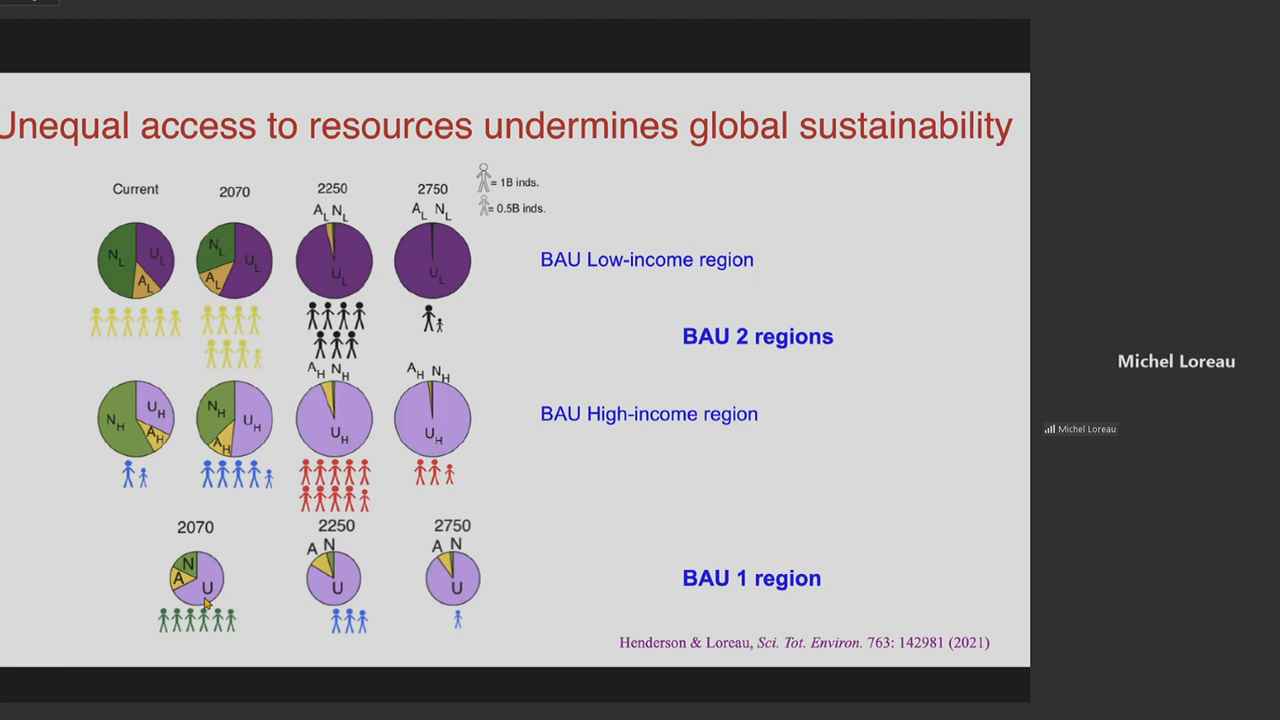 Unequal access to resources undermines global sustainability
Current
2070
2250
2750
= 1B inds.
= 0.5B inds.
A_L N_L
A_L N_L
N_L U_L A_L
N_L U_L A_L
U_L
U_L
BAU Low-income region
BAU 2 regions
A_H N_H
A_H N_H
N_H U_H A_H
N_H U_H A_H
U_H
U_H
BAU High-income region
2070
2250
2750
A N
A N
N A U
U
U
BAU 1 region
Henderson & Loreau, Sci. Tot. Environ. 763: 142981 (2021)
Michel Loreau
Michel Loreau